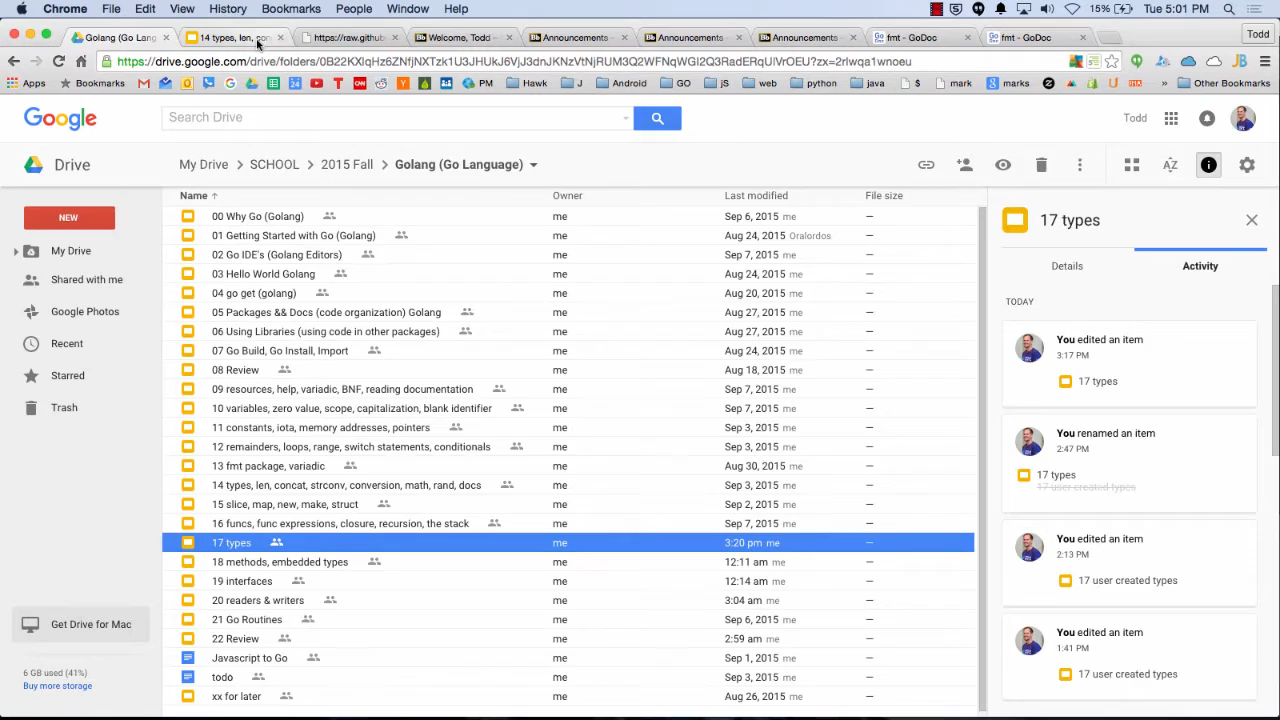 Chrome File Edit View History Bookmarks People Window Help 15% Tue 5:01 PM
Golang (Go Lang 14 types, len, con https://raw.github Welcome, Todd – Announcements Announcements Announcements fmt - GoDoc fmt - GoDoc Todd
Apps Bookmarks PM Hawk J Android GO jS web python java $ mark marks Other Bookmarks
Google Search Drive Todd
Drive My Drive SCHOOL 2015 Fall Golang (Go Language)
NEW
My Drive
Shared with me
Google Photos
Recent
Starred
Trash
Get Drive for Mac
6 GB used (41%)
Buy more storage
Name Owner Last modified File size
00 Why Go (Golang) me Sep 6, 2015 me —
01 Getting Started with Go (Golang) me Aug 24, 2015 Oralordos —
02 Go IDE's (Golang Editors) me Sep 7, 2015 me —
03 Hello World Golang me Aug 24, 2015 me —
04 go get (golang) me Aug 20, 2015 me —
05 Packages && Docs (code organization) Golang me Aug 27, 2015 me —
06 Using Libraries (using code in other packages) me Aug 27, 2015 me —
07 Go Build, Go Install, Import me Aug 24, 2015 me —
08 Review me Aug 18, 2015 me —
09 resources, help, variadic, BNF, reading documentation me Sep 7, 2015 me —
10 variables, zero value, scope, capitalization, blank identifier me Sep 7, 2015 me —
11 constants, iota, memory addresses, pointers me Sep 3, 2015 me —
12 remainders, loops, range, switch statements, conditionals me Sep 3, 2015 me —
13 fmt package, variadic me Aug 30, 2015 me —
14 types, len, concat, strconv, conversion, math, rand, docs me Sep 3, 2015 me —
15 slice, map, new, make, struct me Sep 2, 2015 me —
16 funcs, func expressions, closure, recursion, the stack me Sep 7, 2015 me —
17 types me 3:20 pm me —
18 methods, embedded types me 12:11 am me —
19 interfaces me 12:14 am me —
20 readers & writers me 3:04 am me —
21 Go Routines me Sep 6, 2015 me —
22 Review me 2:59 am me —
Javascript to Go me Sep 1, 2015 me —
todo me Sep 3, 2015 me —
xx for later me Aug 26, 2015 me —
17 types
Details Activity
TODAY
You edited an item
3:17 PM
17 types
You renamed an item
2:47 PM
17 types
17 user created types
You edited an item
2:13 PM
17 user created types
You edited an item
1:41 PM
17 user created types